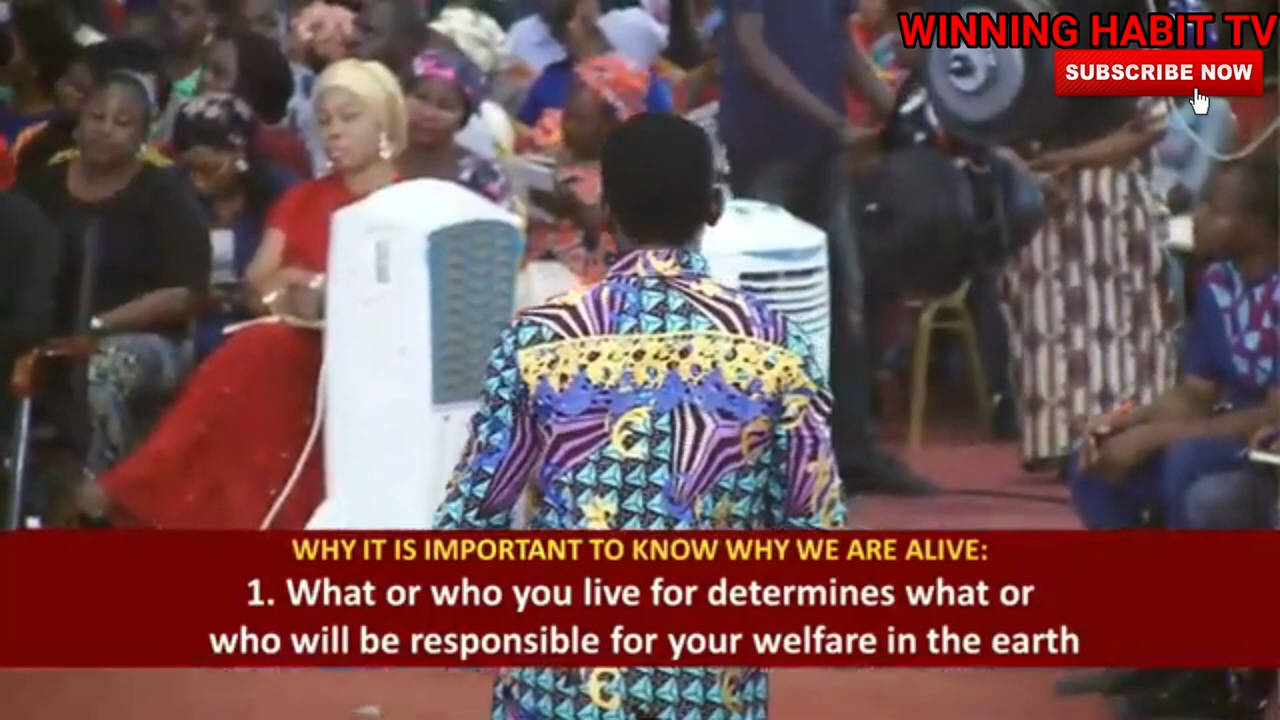 WINNING HABIT TV
SUBSCRIBE NOW
WHY IT IS IMPORTANT TO KNOW WHY WE ARE ALIVE:
1. What or who you live for determines what or
who will be responsible for your welfare in the earth